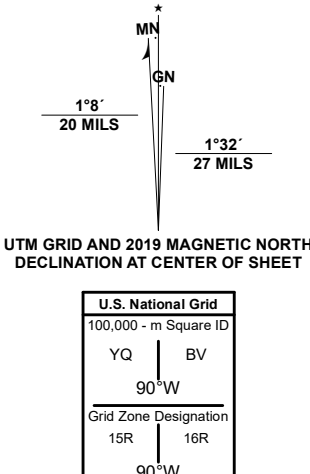 MN
GN
1°8´
20 MILS
1°32´
27 MILS
UTM GRID AND 2019 MAGNETIC NORTH
DECLINATION AT CENTER OF SHEET
U.S. National Grid
100,000 - m Square ID
YQ BV
90°W
Grid Zone Designation
15R 16R
90°W